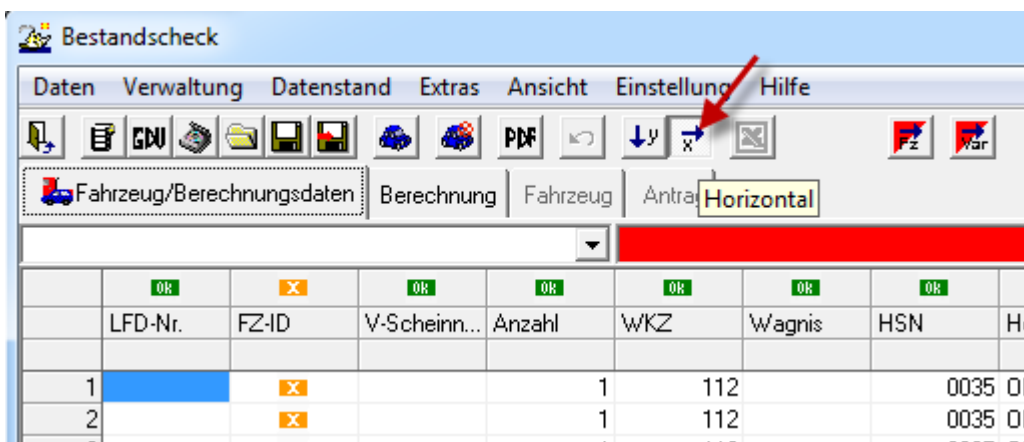 Bestandscheck
Daten Verwaltung Datenstand Extras Ansicht Einstellung Hilfe
GDV PDF y x Fz Var
Fahrzeug/Berechnungsdaten Berechnung Fahrzeug Antrag
Horizontal
OK X OK OK OK OK OK
LFD-Nr. FZ-ID V-Scheinn... Anzahl WKZ Wagnis HSN
1 X 1 112 0035
2 X 1 112 0035